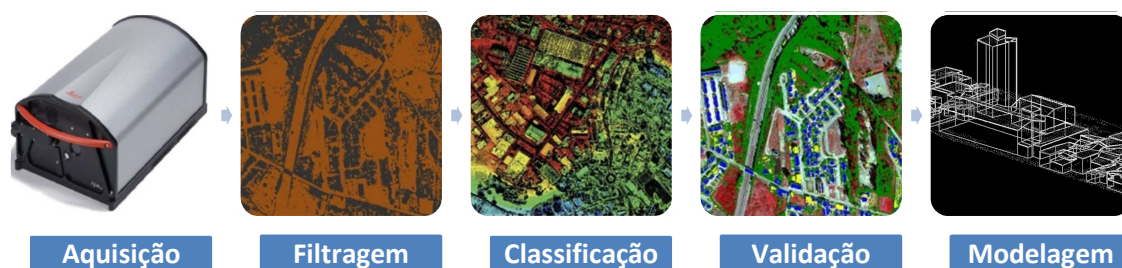 Aquisição
Filtragem
Classificação
Validação
Modelagem